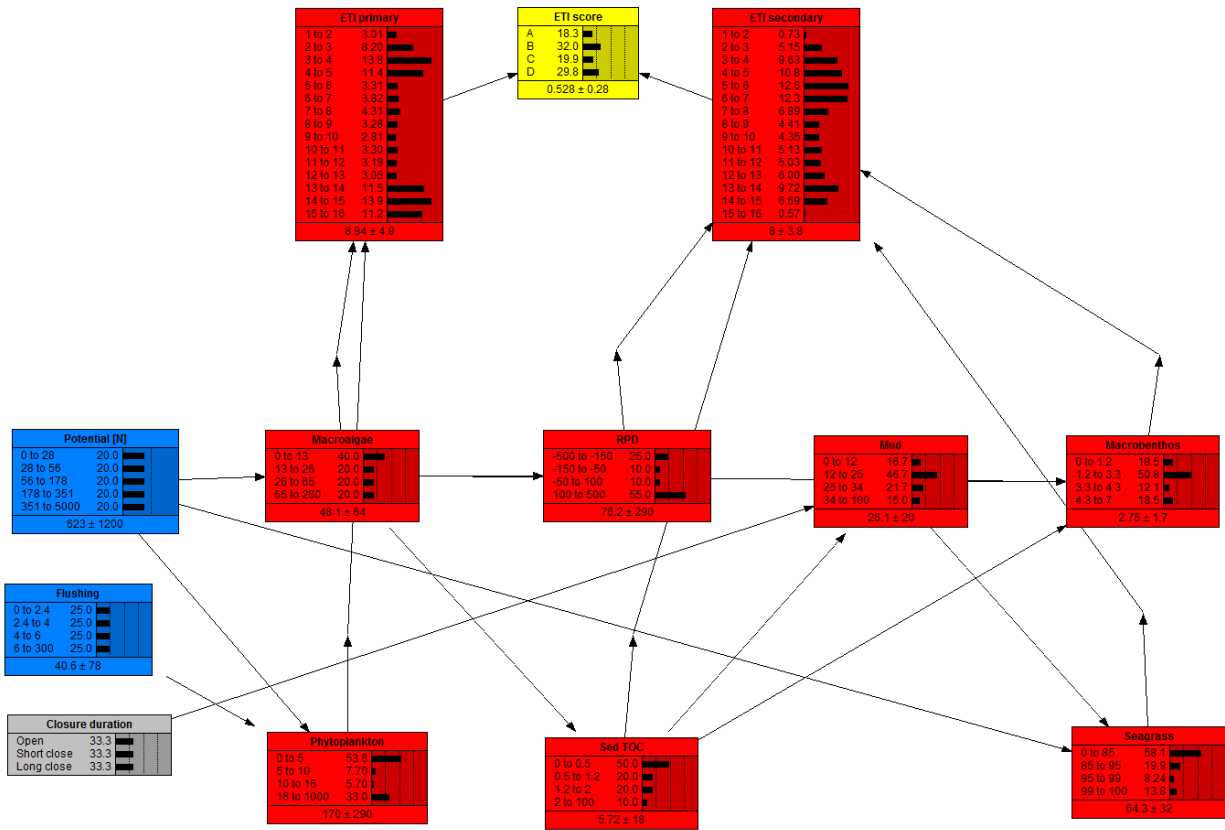 ETI primary
1 to 2 3.01
2 to 3 8.20
3 to 4 13.8
4 to 5 11.4
5 to 6 3.31
6 to 7 3.82
7 to 8 4.31
8 to 9 3.28
9 to 10 2.81
10 to 11 3.30
11 to 12 3.19
12 to 13 3.05
13 to 14 11.5
14 to 15 13.9
15 to 16 11.2
8.94 ± 4.9
ETI score
A 18.3
B 32.0
C 19.9
D 29.8
0.528 ± 0.28
ETI secondary
1 to 2 0.73
2 to 3 5.15
3 to 4 9.63
4 to 5 10.8
5 to 6 12.6
6 to 7 12.3
7 to 8 6.89
8 to 9 4.41
9 to 10 4.35
10 to 11 5.13
11 to 12 5.03
12 to 13 6.00
13 to 14 9.72
14 to 15 6.69
15 to 16 0.57
8 ± 3.8
Potential [N]
0 to 28 20.0
28 to 56 20.0
56 to 178 20.0
178 to 351 20.0
351 to 5000 20.0
623 ± 1200
Macroalgae
0 to 13 40.0
13 to 26 20.0
26 to 65 20.0
65 to 260 20.0
48.1 ± 64
RPD
-500 to -150 25.0
-150 to -50 10.0
-50 to 100 10.0
100 to 500 55.0
76.2 ± 290
Mud
0 to 12 16.7
12 to 25 46.7
25 to 34 21.7
34 to 100 15.0
26.1 ± 20
Macrobenthos
0 to 1.2 18.5
1.2 to 3.3 50.8
3.3 to 4.3 12.1
4.3 to 7 18.5
2.76 ± 1.7
Flushing
0 to 2.4 25.0
2.4 to 4 25.0
4 to 6 25.0
6 to 300 25.0
40.6 ± 78
Closure duration
Open 33.3
Short close 33.3
Long close 33.3
Phytoplankton
0 to 5 53.6
5 to 10 7.70
10 to 16 5.70
16 to 1000 33.0
170 ± 290
Sed TOC
0 to 0.5 50.0
0.5 to 1.2 20.0
1.2 to 2 20.0
2 to 100 10.0
5.72 ± 18
Seagrass
0 to 85 58.1
85 to 95 19.9
95 to 99 8.24
99 to 100 13.8
64.3 ± 32